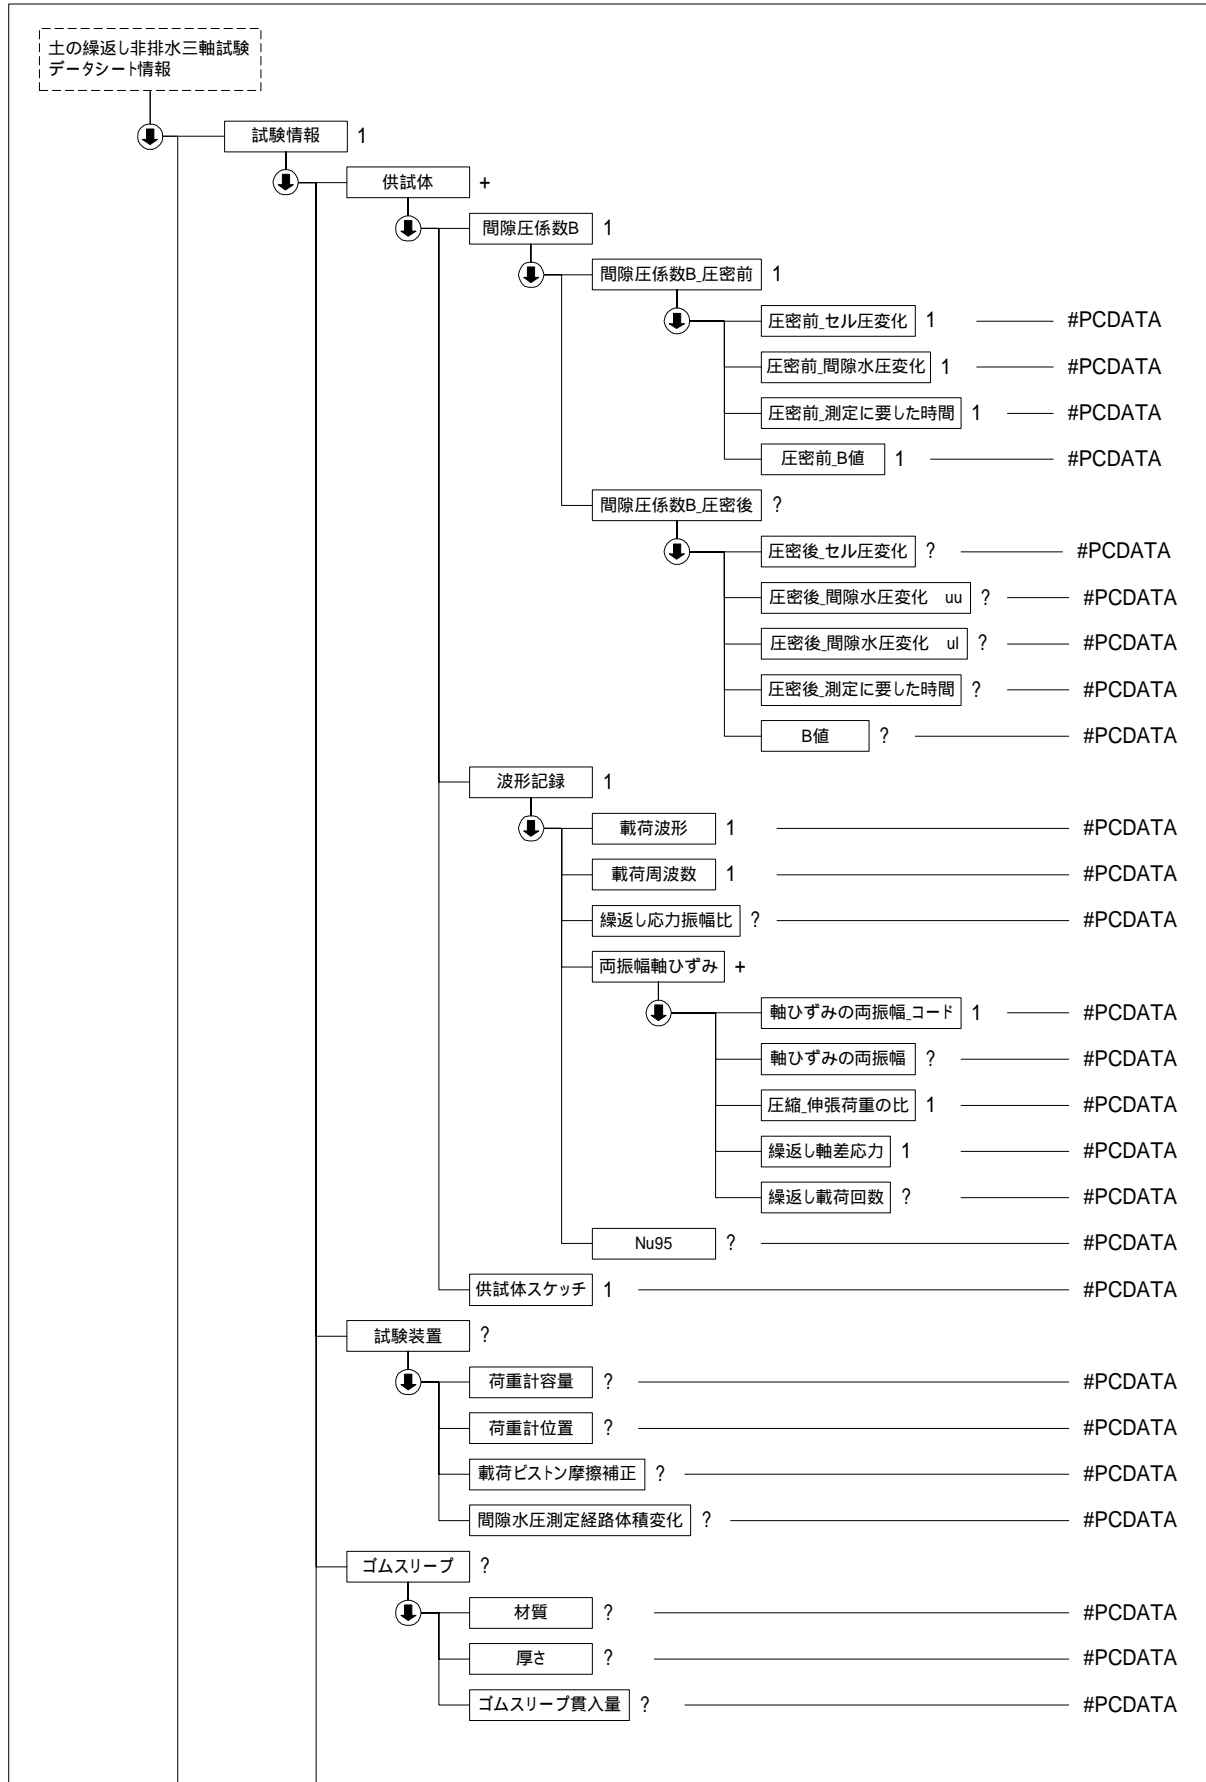 土の繰返し非排水三軸試験
データシート情報
試験情報 1
供試体 +
間隙圧係数B 1
間隙圧係数B_圧密前 1
圧密前_セル圧変化 1 #PCDATA
圧密前_間隙水圧変化 1 #PCDATA
圧密前_測定に要した時間 1 #PCDATA
圧密前_B値 1 #PCDATA
間隙圧係数B_圧密後 ?
圧密後_セル圧変化 ? #PCDATA
圧密後_間隙水圧変化 uu ? #PCDATA
圧密後_間隙水圧変化 ul ? #PCDATA
圧密後_測定に要した時間 ? #PCDATA
B値 ? #PCDATA
波形記録 1
載荷波形 1 #PCDATA
載荷周波数 1 #PCDATA
繰返し応力振幅比 ? #PCDATA
両振幅軸ひずみ +
軸ひずみの両振幅_コード 1 #PCDATA
軸ひずみの両振幅 ? #PCDATA
圧縮_伸張荷重の比 1 #PCDATA
繰返し軸差応力 1 #PCDATA
繰返し載荷回数 ? #PCDATA
Nu95 ? #PCDATA
供試体スケッチ 1 #PCDATA
試験装置 ?
荷重計容量 ? #PCDATA
荷重計位置 ? #PCDATA
載荷ピストン摩擦補正 ? #PCDATA
間隙水圧測定経路体積変化 ? #PCDATA
ゴムスリーブ ?
材質 ? #PCDATA
厚さ ? #PCDATA
ゴムスリーブ貫入量 ? #PCDATA